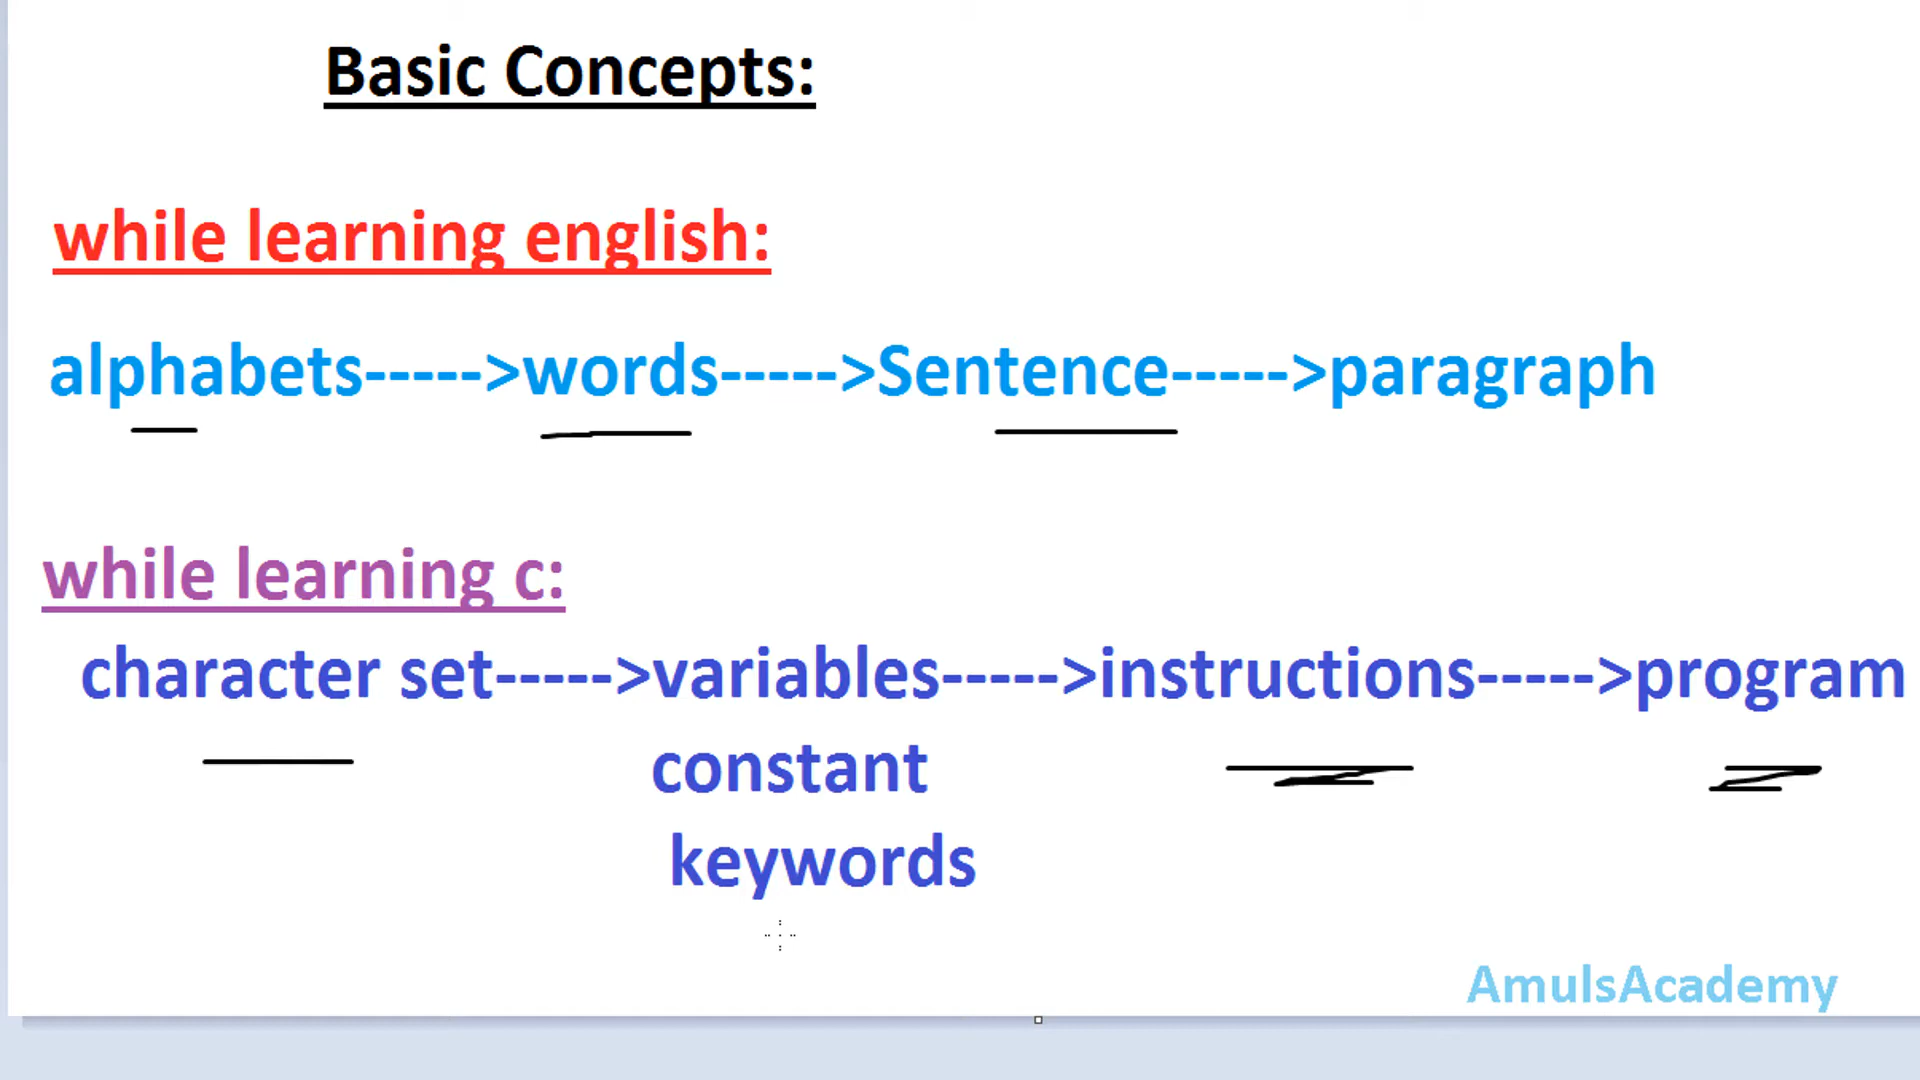 Basic Concepts:
while learning english:
alphabets----->words----->Sentence----->paragraph
while learning c:
character set----->variables----->instructions----->program
constant
keywords
AmulsAcademy